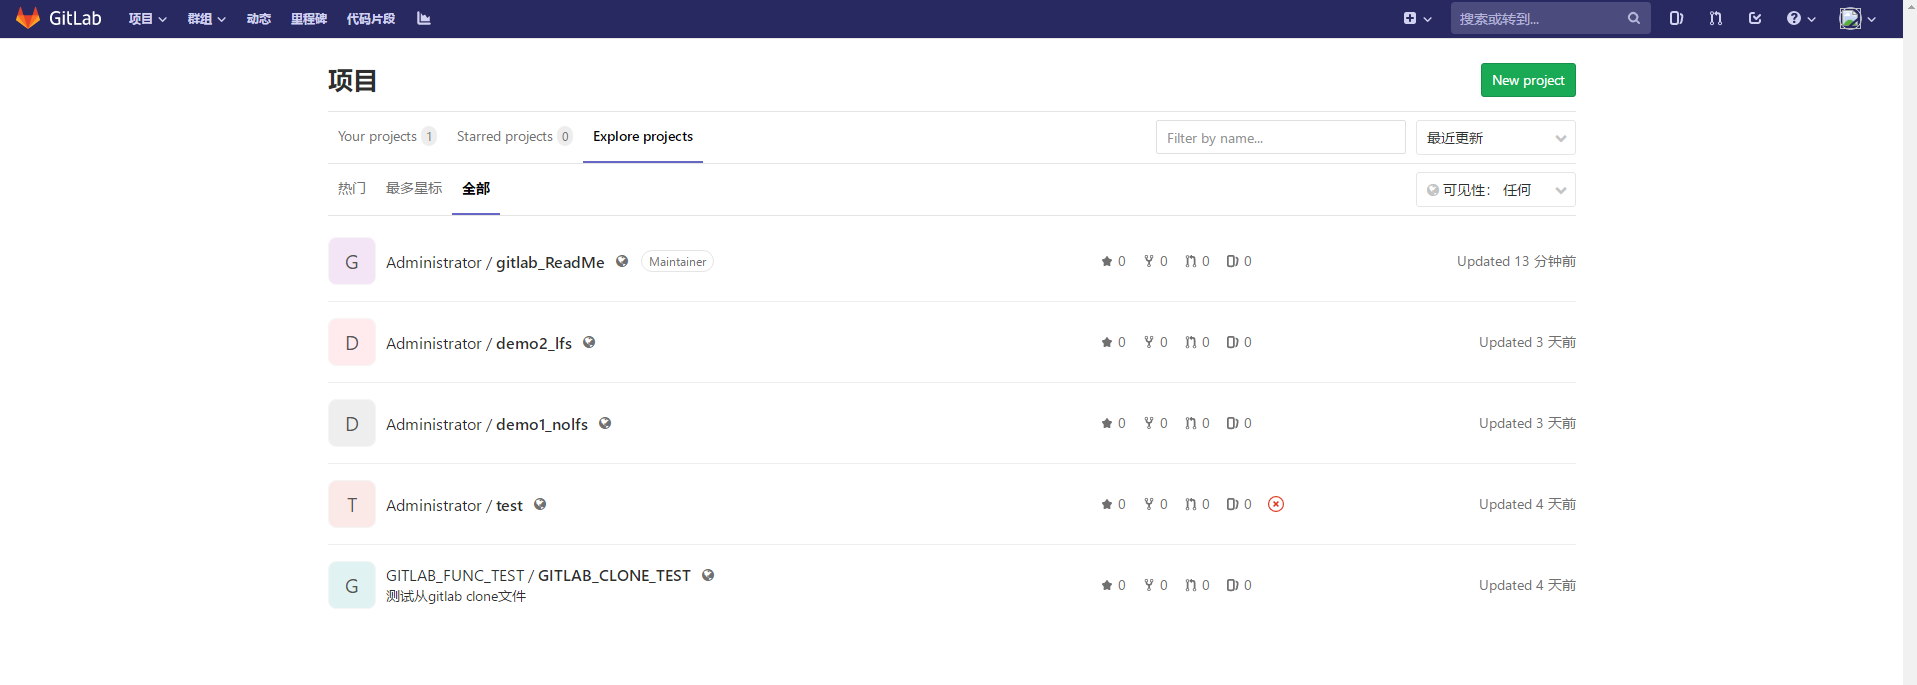 GitLab 项目 群组 动态 里程碑 代码片段 搜索或转到...
项目 New project
Your projects 1 Starred projects 0 Explore projects Filter by name... 最近更新
热门 最多星标 全部 可见性： 任何
G Administrator / gitlab_ReadMe Maintainer 0 0 0 0 Updated 13 分钟前
D Administrator / demo2_lfs 0 0 0 0 Updated 3 天前
D Administrator / demo1_nolfs 0 0 0 0 Updated 3 天前
T Administrator / test 0 0 0 0 Updated 4 天前
G GITLAB_FUNC_TEST / GITLAB_CLONE_TEST 0 0 0 0 Updated 4 天前
测试从gitlab clone文件